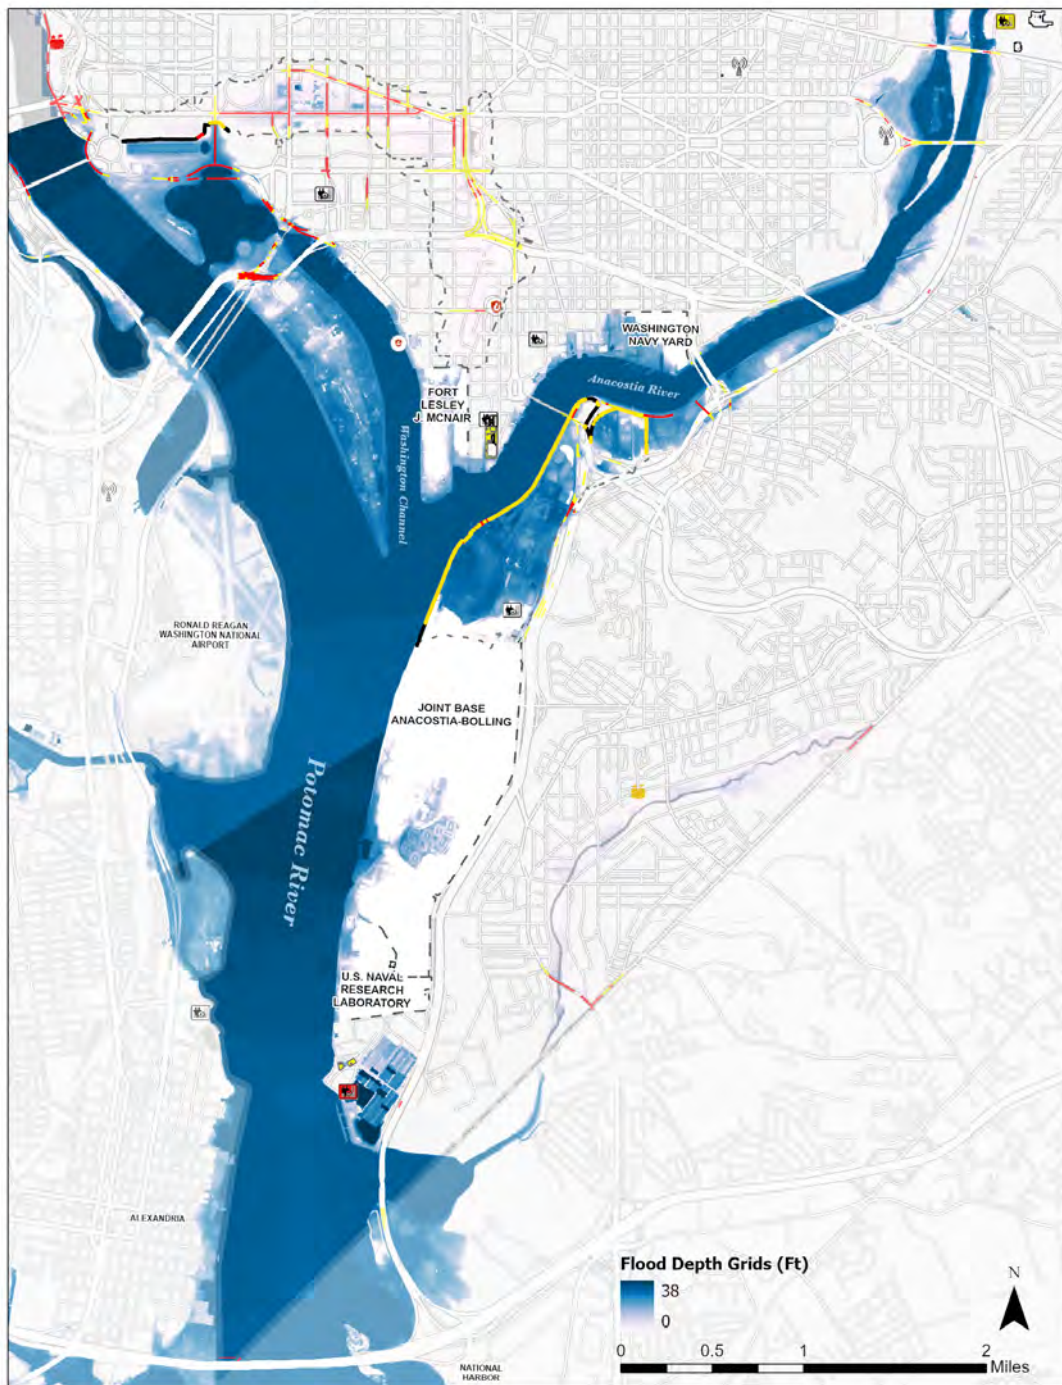 WASHINGTON
NAVY YARD
Anacostia River
FORT
LESLEY
J. MCNAIR
Washington Channel
RONALD REAGAN
WASHINGTON NATIONAL
AIRPORT
JOINT BASE
ANACOSTIA-BOLLING
Potomac River
U.S. NAVAL
RESEARCH
LABORATORY
ALEXANDRIA
Flood Depth Grids (Ft)
38
0
N
0 0.5 1 2
Miles
NATIONAL
HARBOR